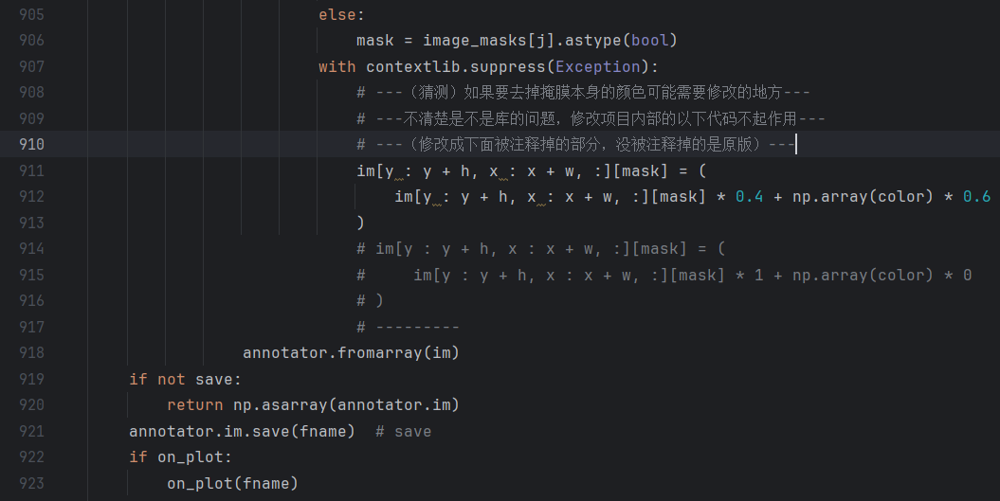 905 else:
906 mask = image_masks[j].astype(bool)
907 with contextlib.suppress(Exception):
908 # ---（猜测）如果要去掉掩膜本身的颜色可能需要修改的地方---
909 # ---不清楚是不是库的问题，修改项目内部的以下代码不起作用---
910 # ---（修改成下面被注释掉的部分，没被注释掉的是原版）---
911 im[y : y + h, x : x + w, :][mask] = (
912 im[y : y + h, x : x + w, :][mask] * 0.4 + np.array(color) * 0.6
913 )
914 # im[y : y + h, x : x + w, :][mask] = (
915 #     im[y : y + h, x : x + w, :][mask] * 1 + np.array(color) * 0
916 # )
917 # ---------
918 annotator.fromarray(im)
919 if not save:
920 return np.asarray(annotator.im)
921 annotator.im.save(fname)  # save
922 if on_plot:
923 on_plot(fname)